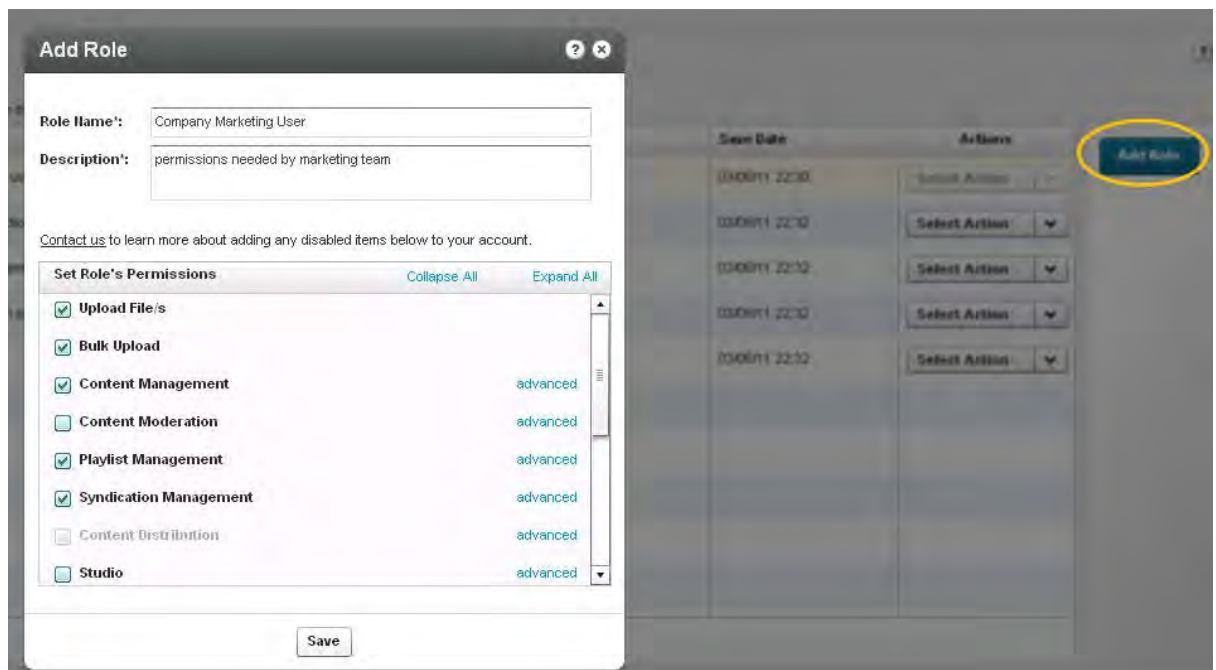 Add Role
Role Name*:
Company Marketing User
Description*:
permissions needed by marketing team
Contact us to learn more about adding any disabled items below to your account.
Set Role's Permissions Collapse All Expand All
Upload File/s
Bulk Upload
Content Management advanced
Content Moderation advanced
Playlist Management advanced
Syndication Management advanced
Content Distribution advanced
Studio advanced
Save
Actions
Add Role
Select Action
Select Action
Select Action
Select Action
Select Action